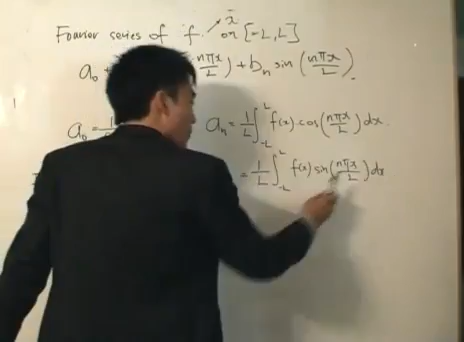 Fourier series of f. ↗ x̄ on [-L, L]
a₀ + nπx/L) + bₙ sin (nπx/L)
a₀ = 1/ aₙ = 1/L ∫_{-L}^{L} f(x) cos(nπx/L) dx.
= 1/L ∫_{-L}^{L} f(x) sin(nπx/L) dx